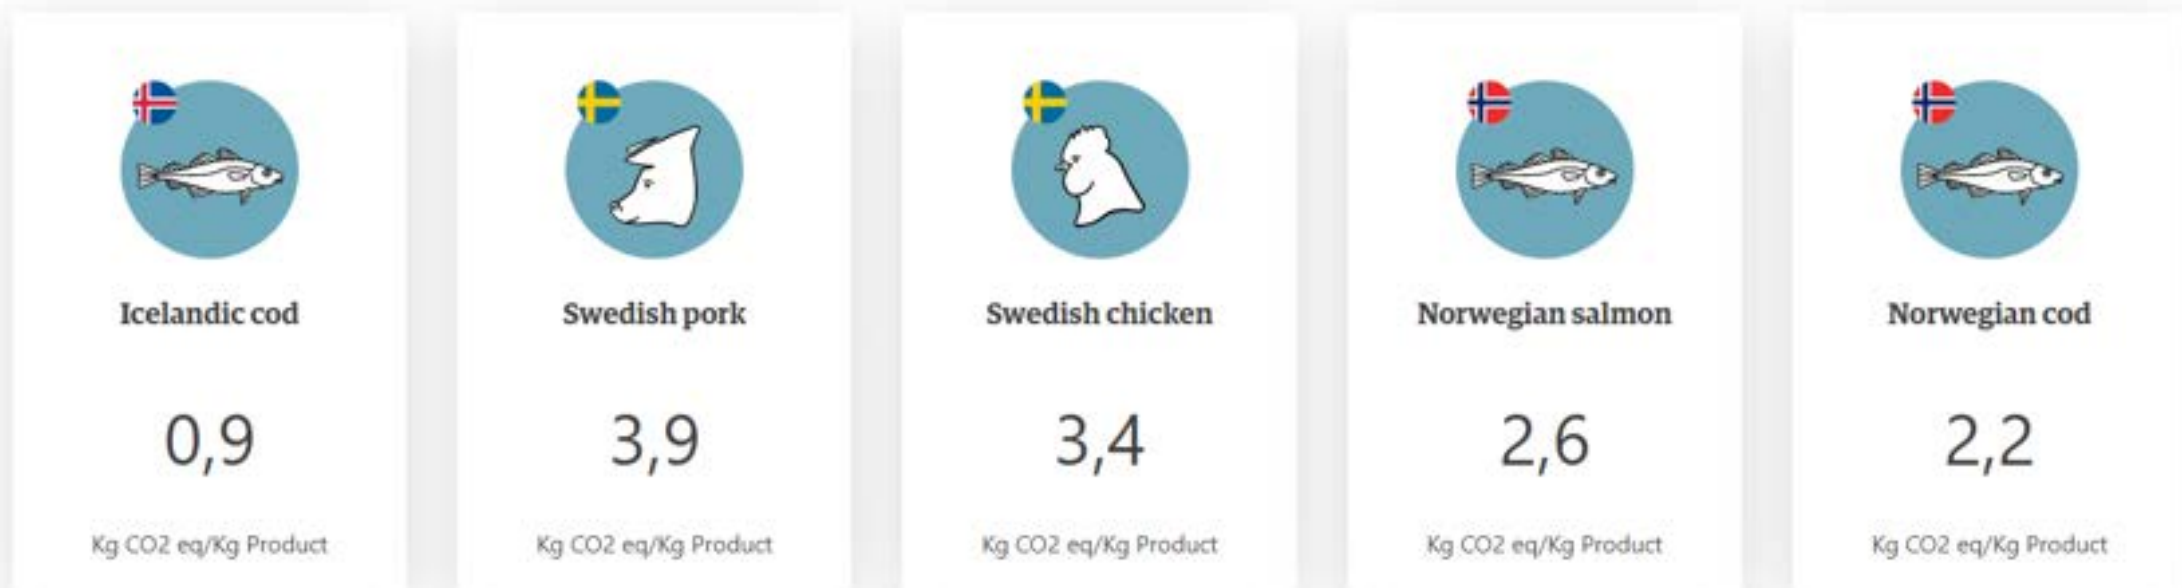 Icelandic cod
0,9
Kg CO2 eq/Kg Product
Swedish pork
3,9
Kg CO2 eq/Kg Product
Swedish chicken
3,4
Kg CO2 eq/Kg Product
Norwegian salmon
2,6
Kg CO2 eq/Kg Product
Norwegian cod
2,2
Kg CO2 eq/Kg Product